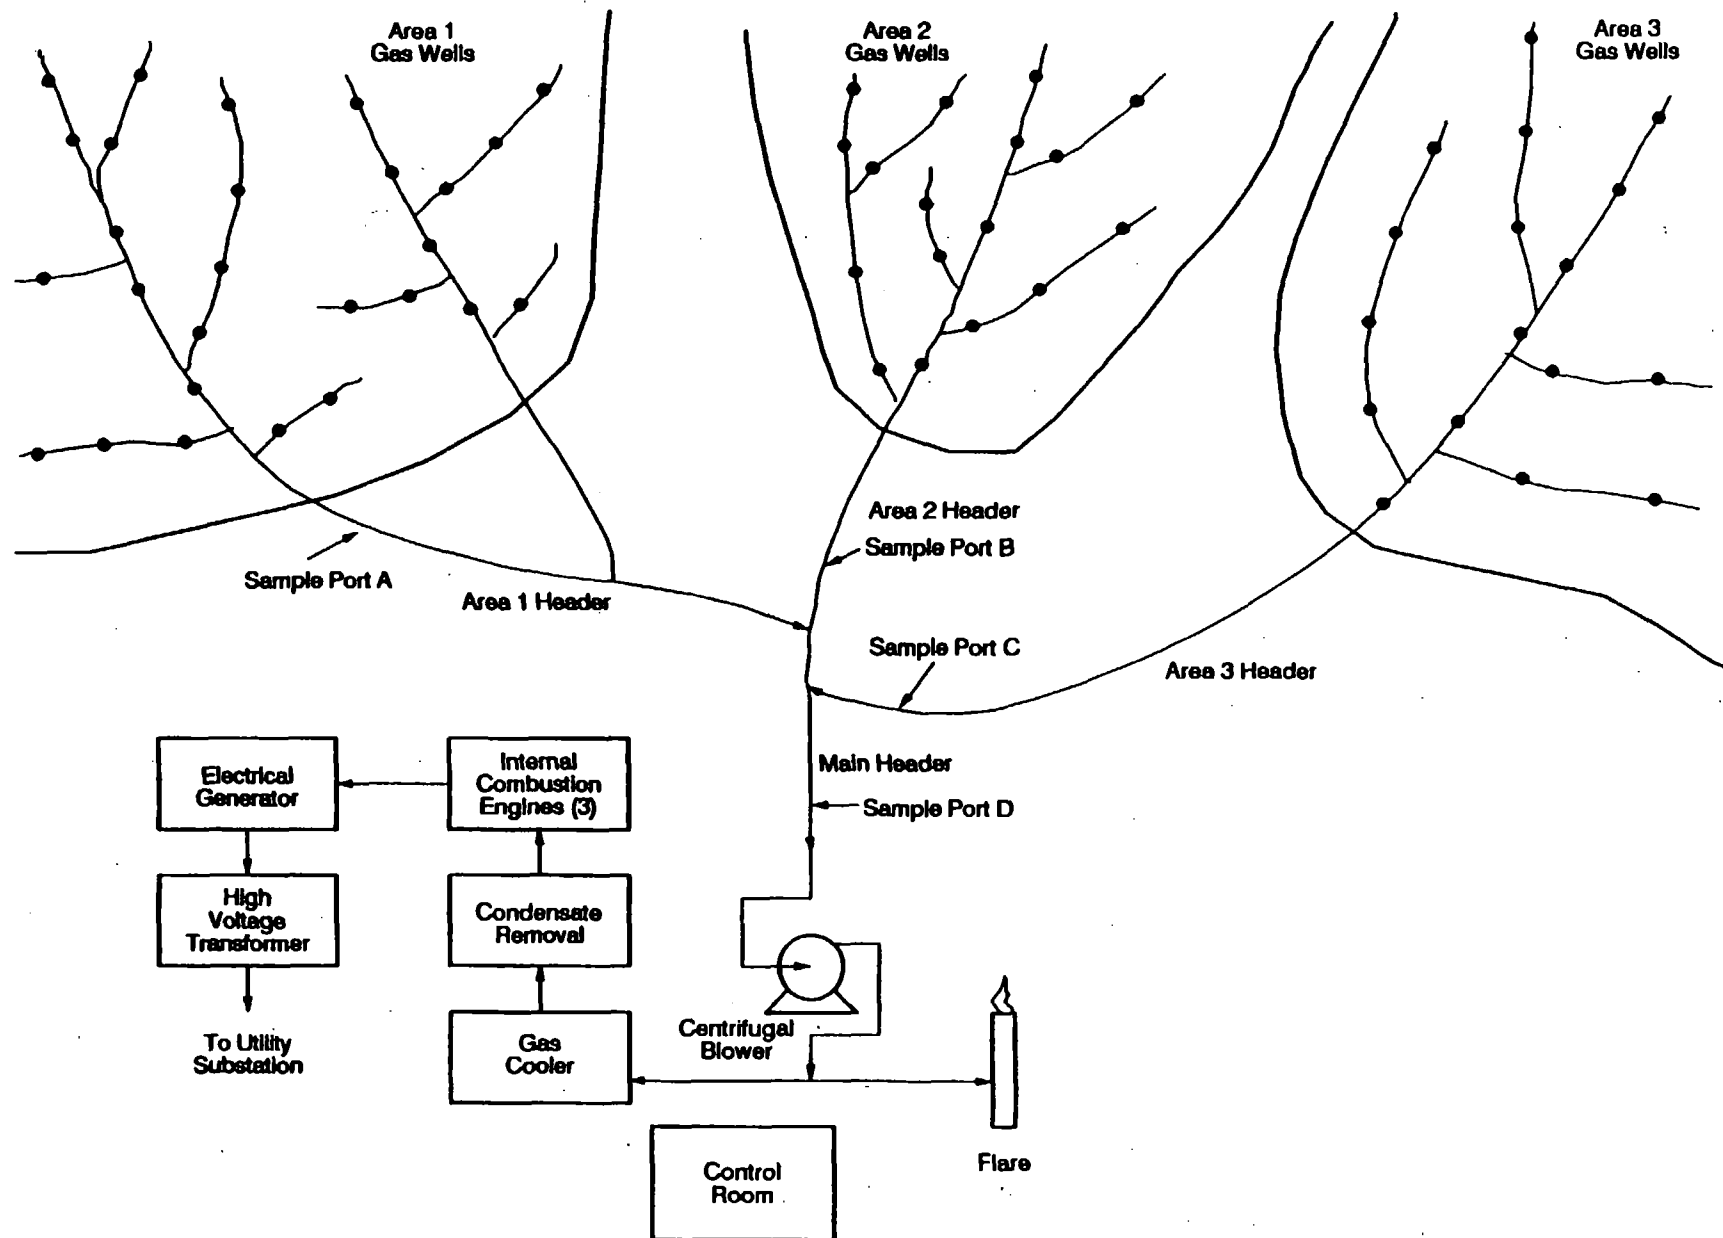 Area 1
Gas Wells
Area 2
Gas Wells
Area 3
Gas Wells
Area 2 Header
Sample Port B
Sample Port A
Area 1 Header
Sample Port C
Area 3 Header
Main Header
Sample Port D
Internal
Combustion
Engines (3)
Electrical
Generator
High
Voltage
Transformer
Condensate
Removal
To Utility
Substation
Gas
Cooler
Centrifugal
Blower
Flare
Control
Room